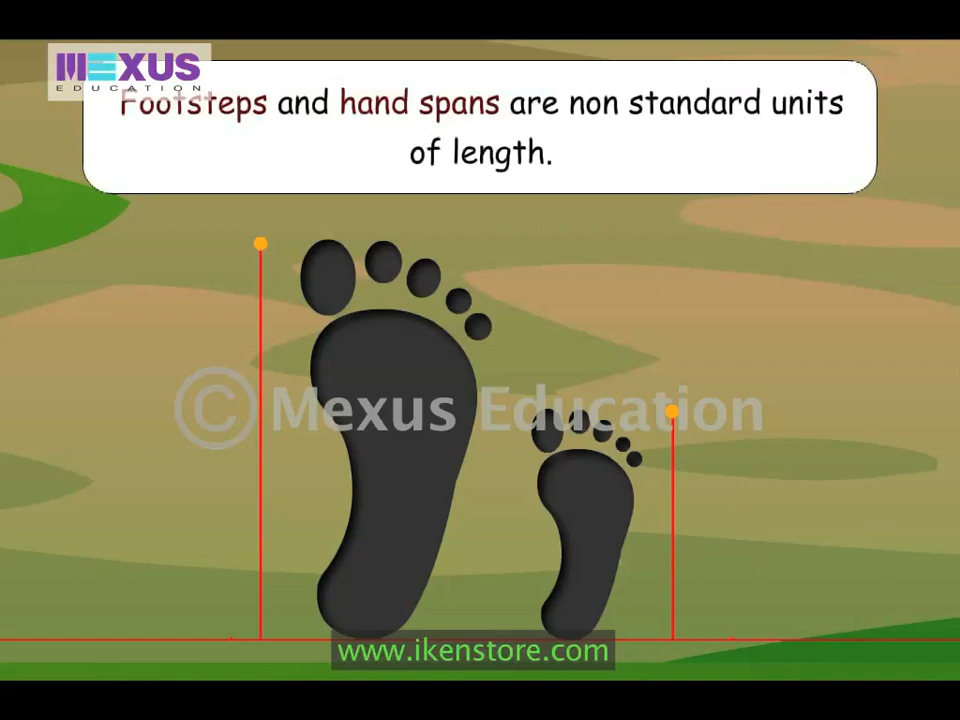 MEXUS
EDUCATION
Footsteps and hand spans are non standard units
of length.
© Mexus Education
www.ikenstore.com